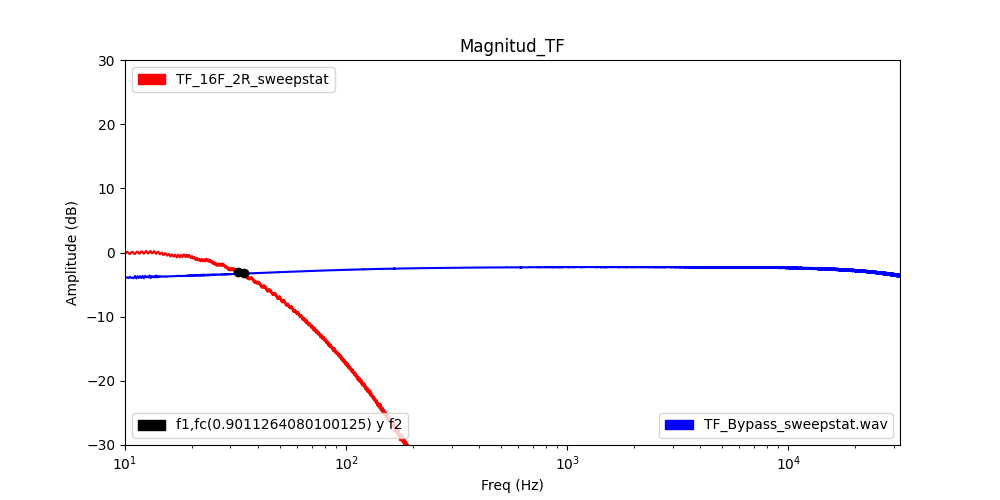 Magnitud_TF
30
20
10
0
−10
−20
−30
Amplitude (dB)
TF_16F_2R_sweepstat
f1,fc(0.9011264080100125) y f2
TF_Bypass_sweepstat.wav
10¹
10²
10³
10⁴
Freq (Hz)